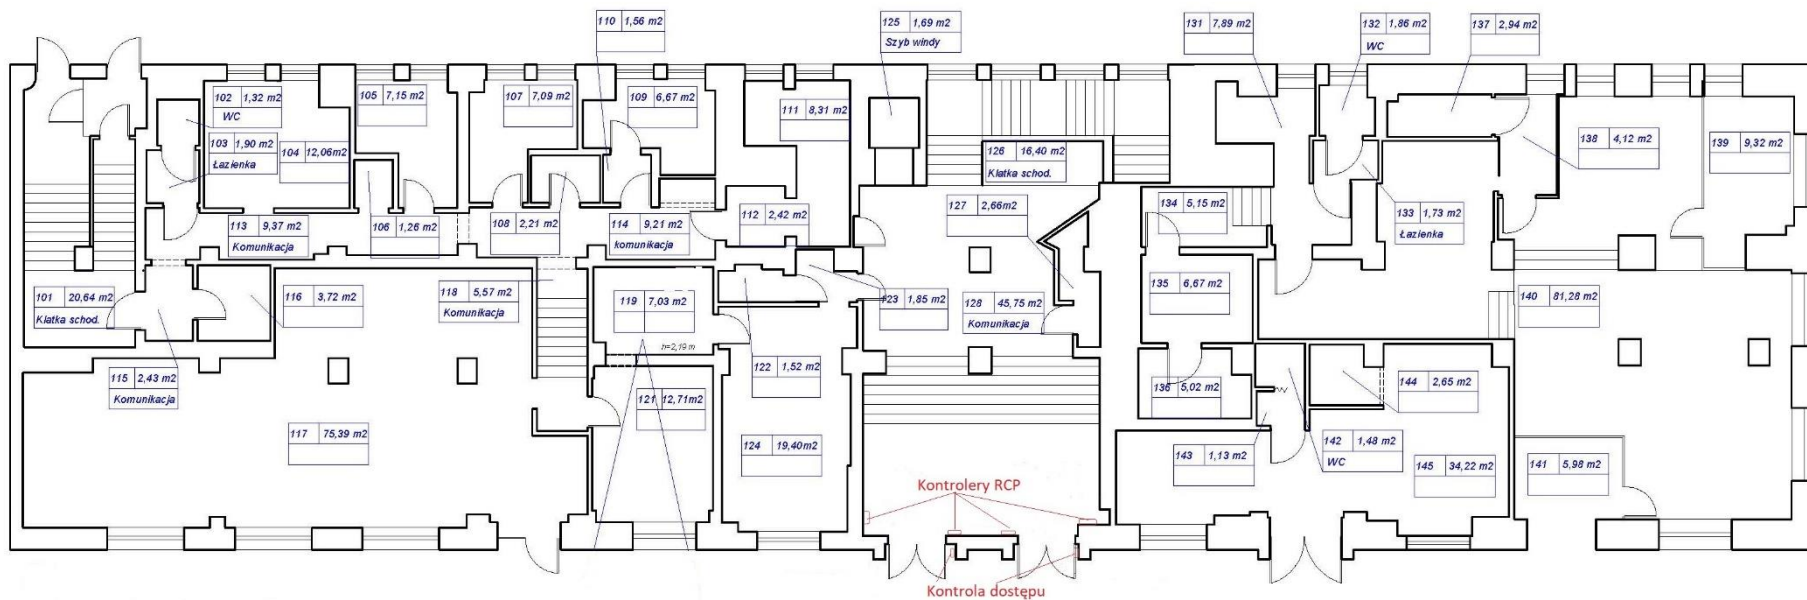 110 1,56 m2
125 1,69 m2
Szyb windy
131 7,89 m2
132 1,86 m2
WC
137 2,94 m2
102 1,32 m2
WC
105 7,15 m2
107 7,09 m2
109 6,67 m2
111 8,31 m2
103 1,90 m2
Łazienka
104 12,06m2
126 16,40 m2
Klatka schod.
138 4,12 m2
139 9,32 m2
113 9,37 m2
Komunikacja
106 1,26 m2
108 2,21 m2
114 9,21 m2
komunikacja
112 2,42 m2
127 2,66m2
134 5,15 m2
133 1,73 m2
Łazienka
101 20,64 m2
Klatka schod.
116 3,72 m2
118 5,57 m2
Komunikacja
119 7,03 m2
h=2,19 m
123 1,85 m2
128 45,75 m2
Komunikacja
135 6,67 m2
140 81,28 m2
115 2,43 m2
Komunikacja
122 1,52 m2
121 12,71m2
136 5,02 m2
144 2,65 m2
117 75,39 m2
124 19,40m2
143 1,13 m2
142 1,48 m2
WC
145 34,22 m2
141 5,98 m2
Kontrolery RCP
Kontrola dostępu